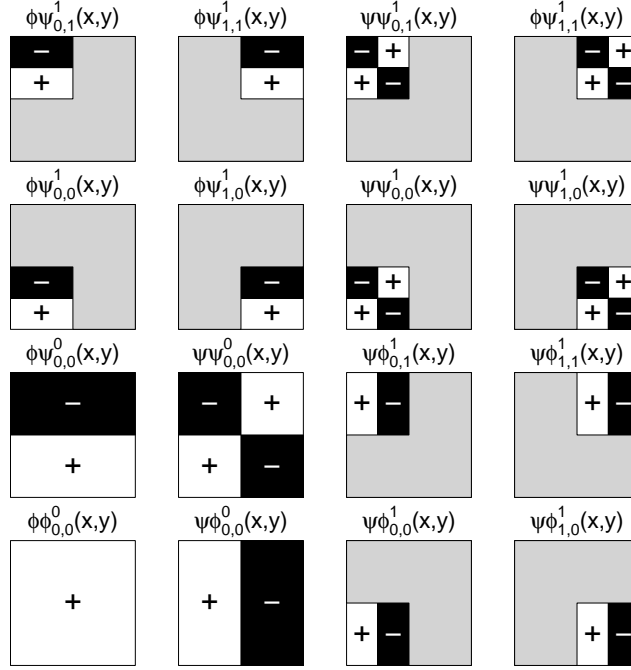 ϕψ¹₀,₁(x,y) ϕψ¹₁,₁(x,y) ψψ¹₀,₁(x,y) ϕψ¹₁,₁(x,y)
− − − + − +
+ + + − + −
ϕψ¹₀,₀(x,y) ϕψ¹₁,₀(x,y) ψψ¹₀,₀(x,y) ψψ¹₁,₀(x,y)
− − − + − +
+ + + − + −
ϕψ⁰₀,₀(x,y) ψψ⁰₀,₀(x,y) ψϕ¹₀,₁(x,y) ψϕ¹₁,₁(x,y)
− − + + − + −
+ + −
ϕϕ⁰₀,₀(x,y) ψϕ⁰₀,₀(x,y) ψϕ¹₀,₀(x,y) ψϕ¹₁,₀(x,y)
+ + − + − + −